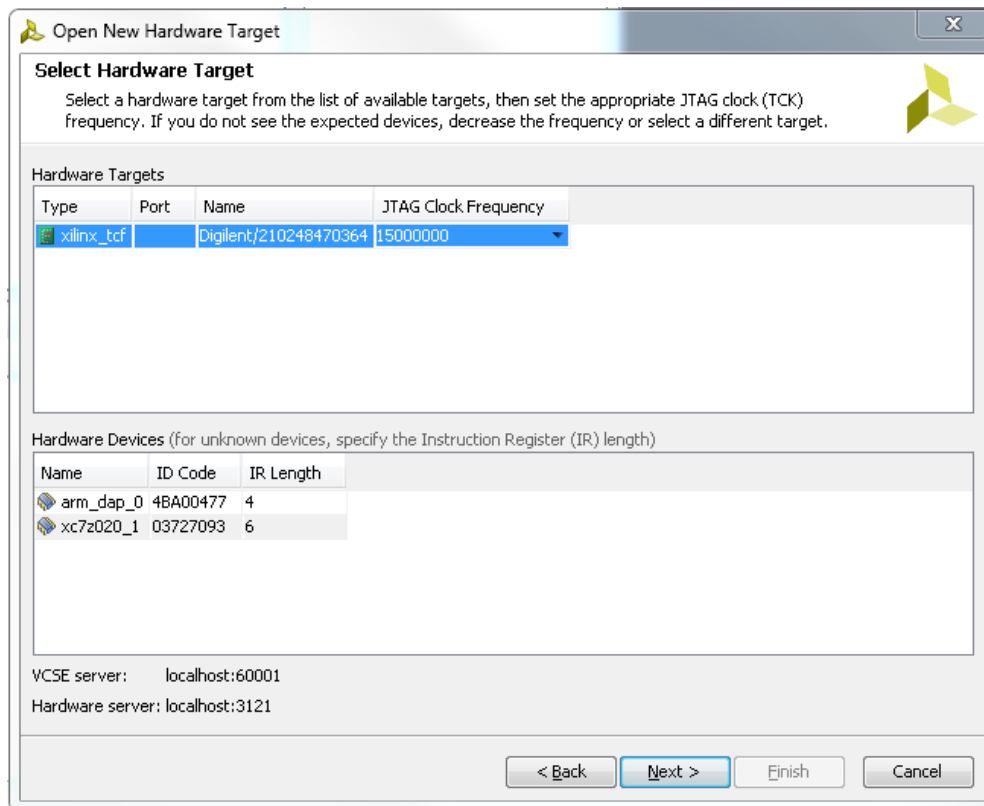 Open New Hardware Target
Select Hardware Target
Select a hardware target from the list of available targets, then set the appropriate JTAG clock (TCK)
frequency. If you do not see the expected devices, decrease the frequency or select a different target.
Hardware Targets
Type Port Name JTAG Clock Frequency
xilinx_tcf Digilent/210248470364 15000000
Hardware Devices (for unknown devices, specify the Instruction Register (IR) length)
Name ID Code IR Length
arm_dap_0 4BA00477 4
xc7z020_1 03727093 6
VCSE server: localhost:60001
Hardware server: localhost:3121
< Back Next > Finish Cancel